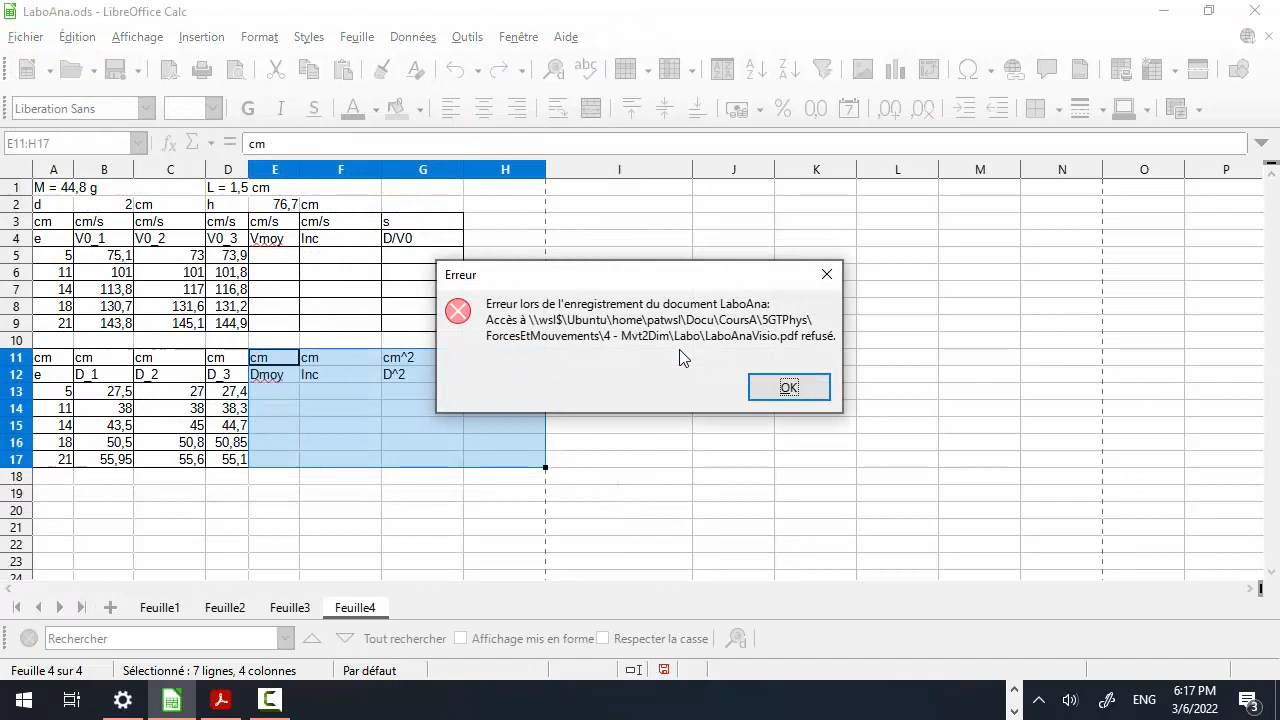 LaboAna.ods - LibreOffice Calc
Fichier Édition Affichage Insertion Format Styles Feuille Données Outils Fenêtre Aide
Liberation Sans
G I S A
E11:H17 cm
A B C D E F G H I J K L M N O P
1 M = 44,8 g L = 1,5 cm
2 d 2 cm h 76,7 cm
3 cm cm/s cm/s cm/s cm/s cm/s s
4 e V0_1 V0_2 V0_3 Vmoy Inc D/V0
5 5 75,1 73 73,9
6 11 101 101 101,8
7 14 113,8 117 116,8
8 18 130,7 131,6 131,2
9 21 143,8 145,1 144,9
10
11 cm cm cm cm cm cm cm^2
12 e D_1 D_2 D_3 Dmoy Inc D^2
13 5 27,5 27 27,4
14 11 38 38 38,3
15 14 43,5 45 44,7
16 18 50,5 50,8 50,85
17 21 55,95 55,6 55,1
18
19
20
21
22
23
24
Erreur
Erreur lors de l'enregistrement du document LaboAna:
Accès à \\wsl$\Ubuntu\home\patwsl\Docu\CoursA\5GTPhys\
ForcesEtMouvements\4 - Mvt2Dim\Labo\LaboAnaVisio.pdf refusé.
OK
Feuille1 Feuille2 Feuille3 Feuille4
Rechercher Tout rechercher Affichage mis en forme Respecter la casse
Feuille 4 sur 4 Sélectionné : 7 lignes, 4 colonnes Par défaut
ENG 6:17 PM
3/6/2022 3